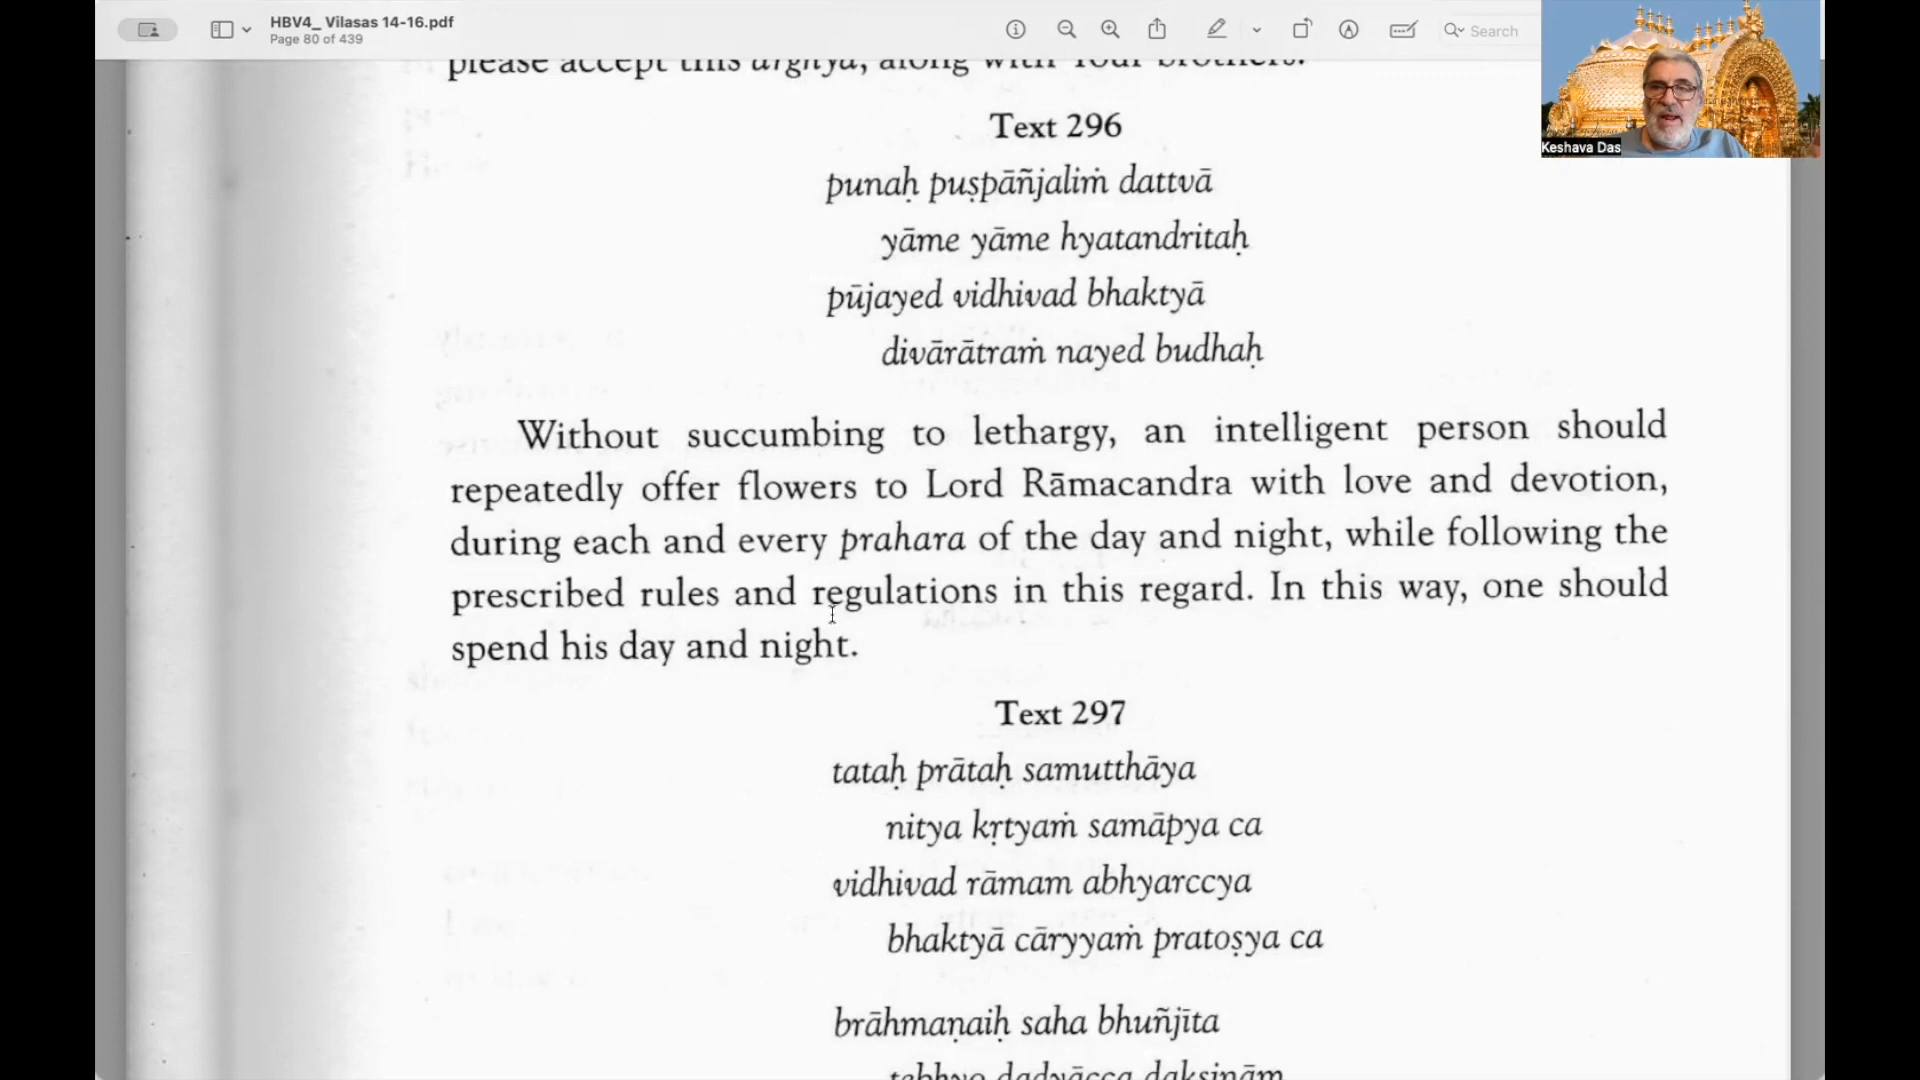 HBV4_ Vilasas 14-16.pdf
Page 80 of 439
Search
Keshava Das
please accept this arghya, along with Your brothers.
Text 296
punaḥ puṣpāñjaliṁ dattvā
yāme yāme hyatandritaḥ
pūjayed vidhivad bhaktyā
divārātraṁ nayed budhaḥ
Without succumbing to lethargy, an intelligent person should
repeatedly offer flowers to Lord Rāmacandra with love and devotion,
during each and every prahara of the day and night, while following the
prescribed rules and regulations in this regard. In this way, one should
spend his day and night.
Text 297
tataḥ prātaḥ samutthāya
nitya kṛtyaṁ samāpya ca
vidhivad rāmam abhyarccya
bhaktyā cāryyaṁ pratoṣya ca
brāhmaṇaiḥ saha bhuñjīta
tebhyo dadyācca dakṣiṇām